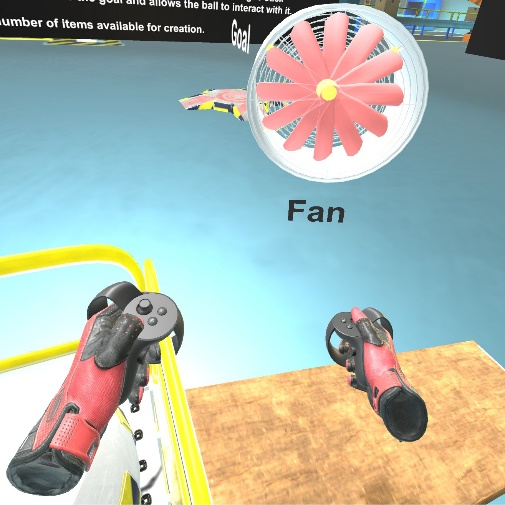 the goal and allows the ball to interact with it.
number of items available for creation.
Goal
Fan